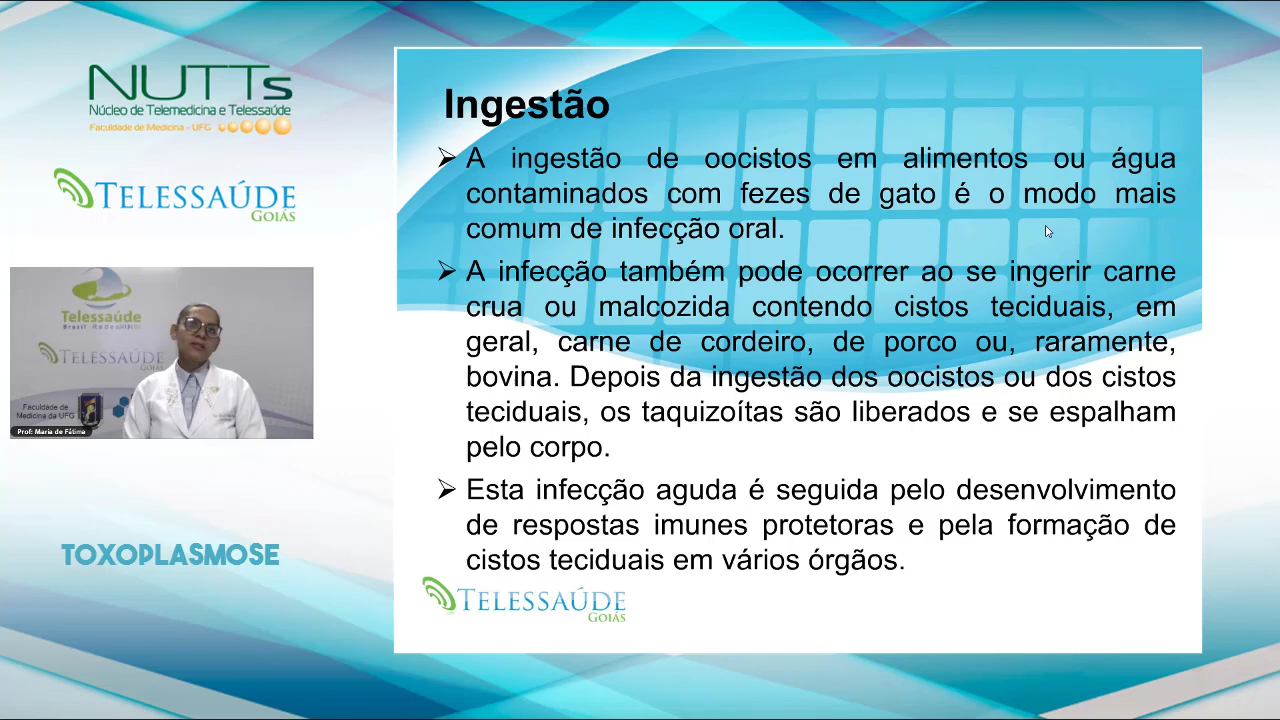 NUTTs
Núcleo de Telemedicina e Telessaúde
Faculdade de Medicina - UFG
TELESSAÚDE
GOIÁS
Telessaúde
TELESSAÚDE
GOIÁS
Faculdade de
Medicina da UFG
Prof: Maria de Fátima
TOXOPLASMOSE
Ingestão
➢ A ingestão de oocistos em alimentos ou água
contaminados com fezes de gato é o modo mais
comum de infecção oral.
➢ A infecção também pode ocorrer ao se ingerir carne
crua ou malcozida contendo cistos teciduais, em
geral, carne de cordeiro, de porco ou, raramente,
bovina. Depois da ingestão dos oocistos ou dos cistos
teciduais, os taquizoítas são liberados e se espalham
pelo corpo.
➢ Esta infecção aguda é seguida pelo desenvolvimento
de respostas imunes protetoras e pela formação de
cistos teciduais em vários órgãos.
TELESSAÚDE
GOIÁS